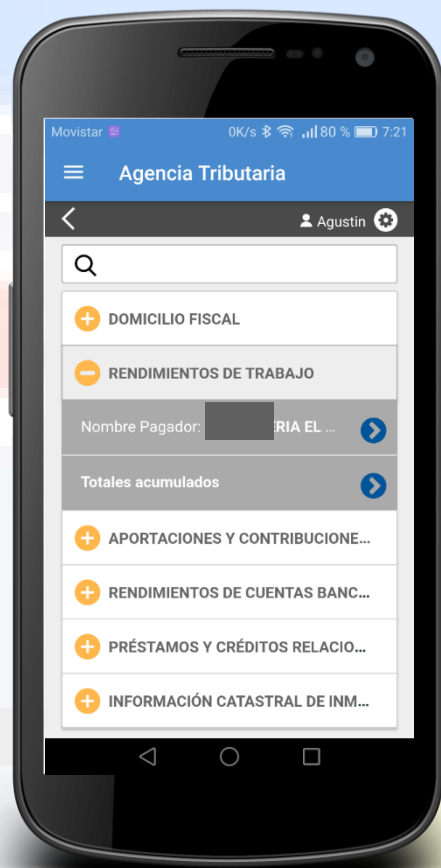 Movistar 0K/s 80 % 7:21
Agencia Tributaria
Agustin
DOMICILIO FISCAL
RENDIMIENTOS DE TRABAJO
Nombre Pagador: ERIA EL ...
Totales acumulados
APORTACIONES Y CONTRIBUCIONE...
RENDIMIENTOS DE CUENTAS BANC...
PRÉSTAMOS Y CRÉDITOS RELACIO...
INFORMACIÓN CATASTRAL DE INM...